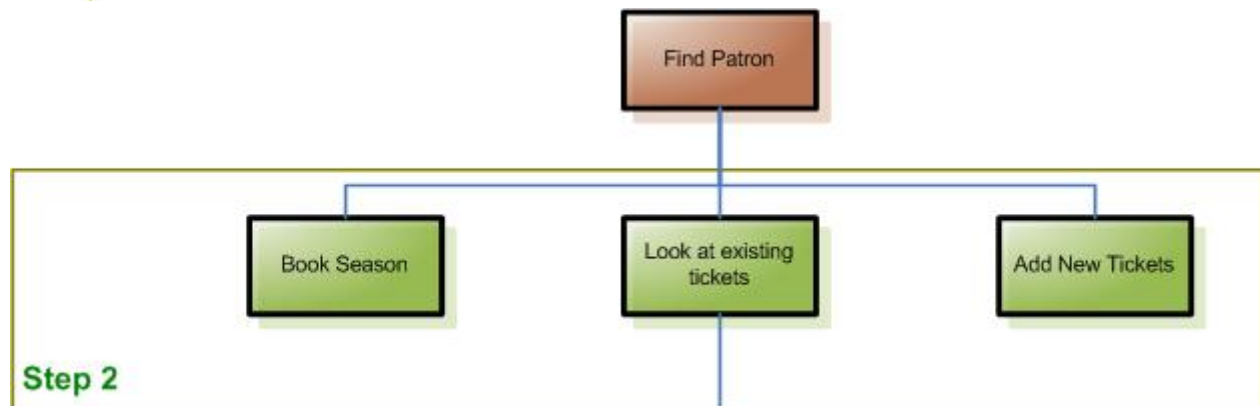 Find Patron
Book Season
Look at existing
tickets
Add New Tickets
Step 2